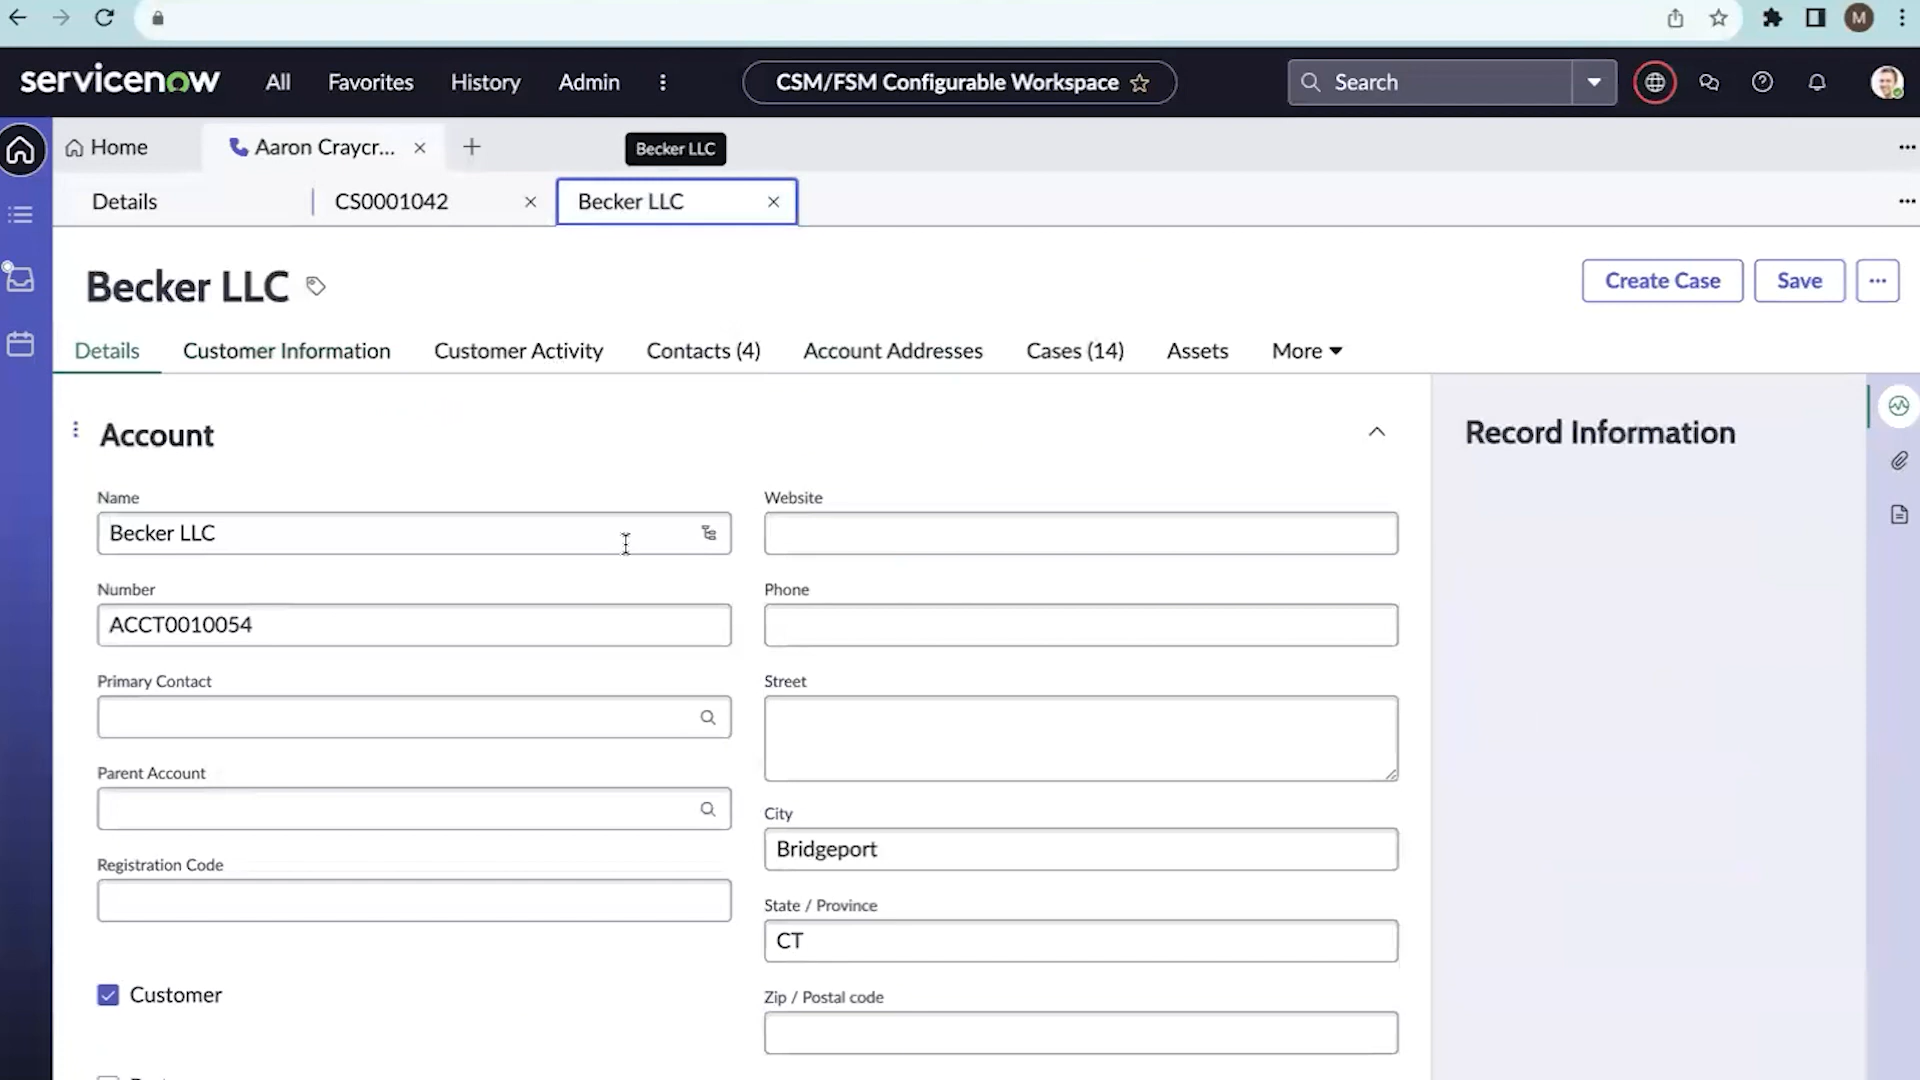 M
servicenow
All
Favorites
History
Admin
CSM/FSM Configurable Workspace
Search
Home
Aaron Craycr...
Becker LLC
Details
CS0001042
Becker LLC
Becker LLC
Create Case
Save
Details
Customer Information
Customer Activity
Contacts (4)
Account Addresses
Cases (14)
Assets
More
Account
Record Information
Name
Becker LLC
Website
Number
ACCT0010054
Phone
Primary Contact
Street
Parent Account
City
Bridgeport
Registration Code
State / Province
CT
Customer
Zip / Postal code